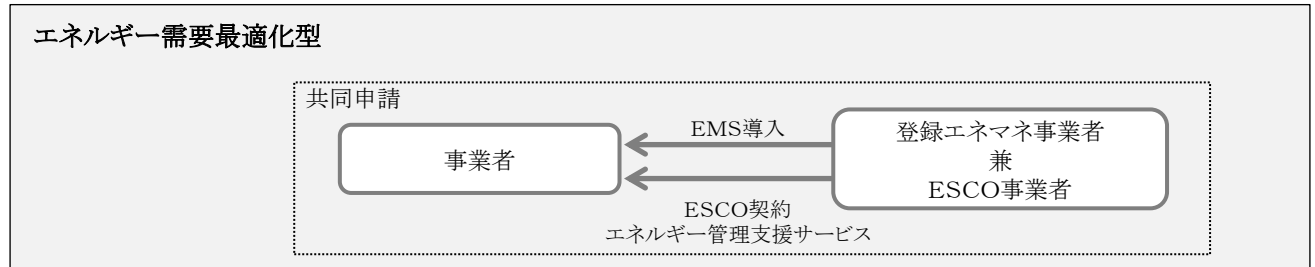 エネルギー需要最適化型
共同申請
事業者
EMS導入
登録エネマネ事業者
兼
ESCO事業者
ESCO契約
エネルギー管理支援サービス